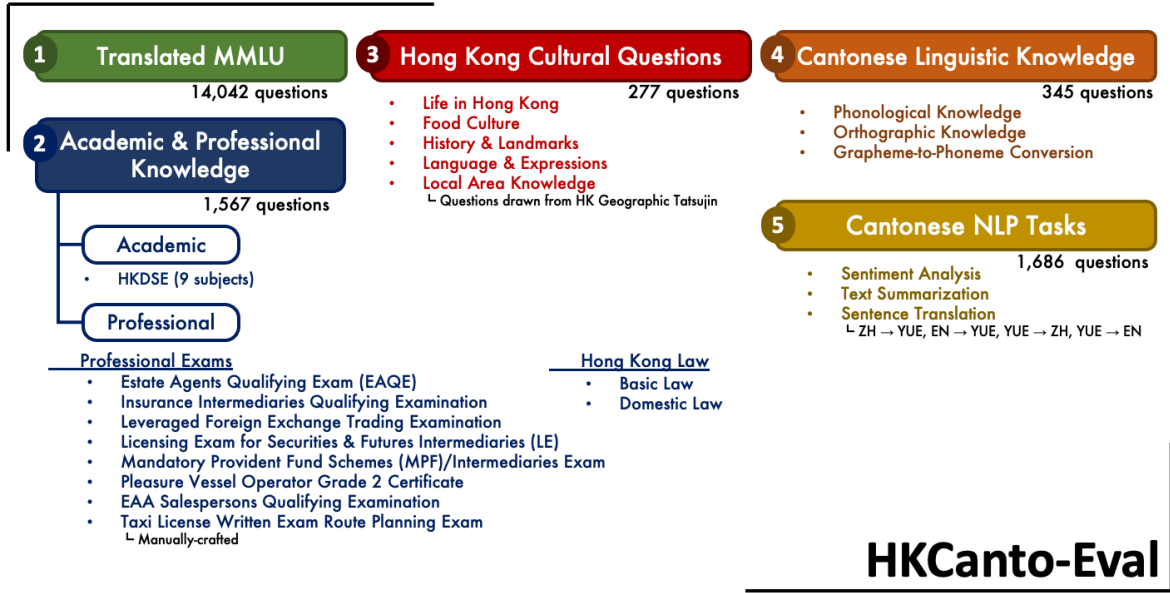 1 Translated MMLU
14,042 questions
2 Academic & Professional
Knowledge
1,567 questions
Academic
• HKDSE (9 subjects)
Professional
Professional Exams
• Estate Agents Qualifying Exam (EAQE)
• Insurance Intermediaries Qualifying Examination
• Leveraged Foreign Exchange Trading Examination
• Licensing Exam for Securities & Futures Intermediaries (LE)
• Mandatory Provident Fund Schemes (MPF)/Intermediaries Exam
• Pleasure Vessel Operator Grade 2 Certificate
• EAA Salespersons Qualifying Examination
• Taxi License Written Exam Route Planning Exam
└ Manually-crafted
Hong Kong Law
• Basic Law
• Domestic Law
3 Hong Kong Cultural Questions
277 questions
• Life in Hong Kong
• Food Culture
• History & Landmarks
• Language & Expressions
• Local Area Knowledge
└ Questions drawn from HK Geographic Tatsujin
4 Cantonese Linguistic Knowledge
345 questions
• Phonological Knowledge
• Orthographic Knowledge
• Grapheme-to-Phoneme Conversion
5 Cantonese NLP Tasks
1,686 questions
• Sentiment Analysis
• Text Summarization
• Sentence Translation
└ ZH → YUE, EN → YUE, YUE → ZH, YUE → EN
HKCanto-Eval